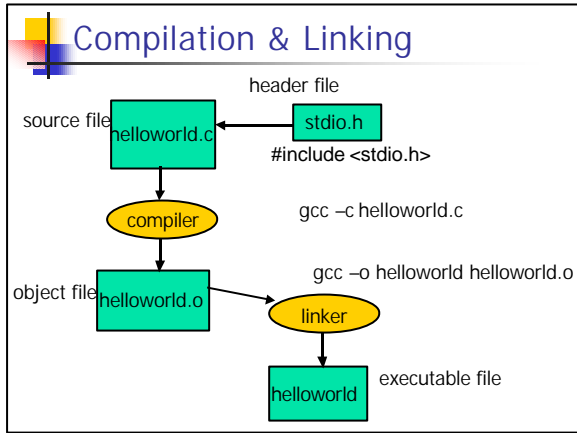 Compilation & Linking
header file
source file
helloworld.c
stdio.h
#include <stdio.h>
compiler
gcc –c helloworld.c
gcc –o helloworld helloworld.o
object file
helloworld.o
linker
executable file
helloworld